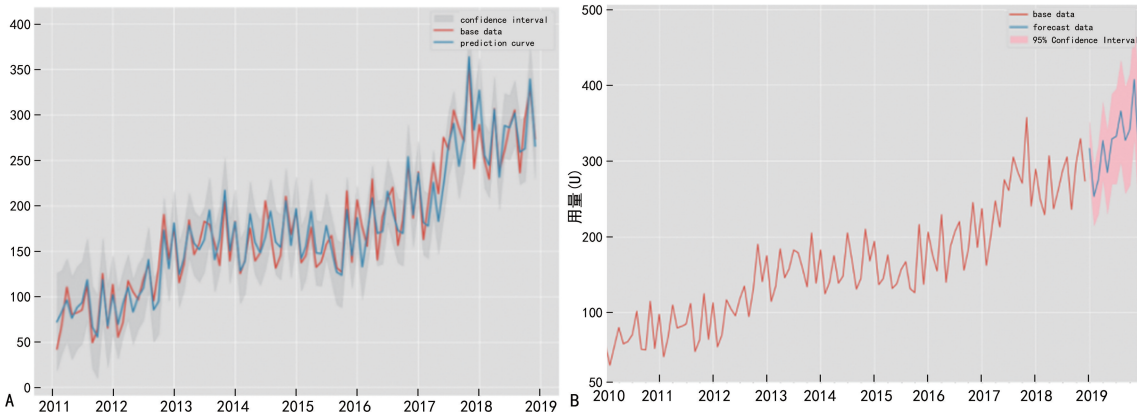 400
350
300
250
200
150
100
50
0
confidence interval
base data
prediction curve
2011 2012 2013 2014 2015 2016 2017 2018 2019
A
500
400
300
200
100
50
用量(U)
base data
forecast data
95% Confidence Interval
2010 2011 2012 2013 2014 2015 2016 2017 2018 2019
B